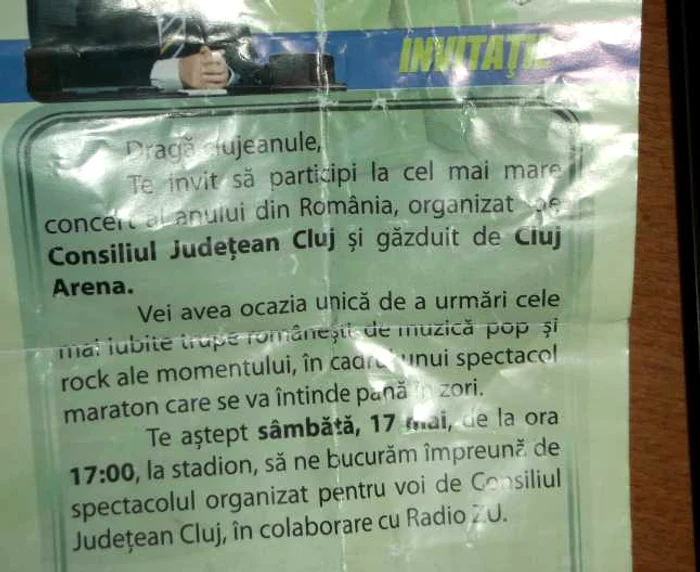 INVITAȚIE
Dragă clujeanule,
Te invit să participi la cel mai mare
concert al anului din România, organizat de
Consiliul Județean Cluj și găzduit de Cluj
Arena.
Vei avea ocazia unică de a urmări cele
mai iubite trupe românești de muzică pop și
rock ale momentului, în cadrul unui spectacol
maraton care se va întinde până în zori.
Te aștept sâmbătă, 17 mai, de la ora
17:00, la stadion, să ne bucurăm împreună de
spectacolul organizat pentru voi de Consiliul
Județean Cluj, în colaborare cu Radio ZU.